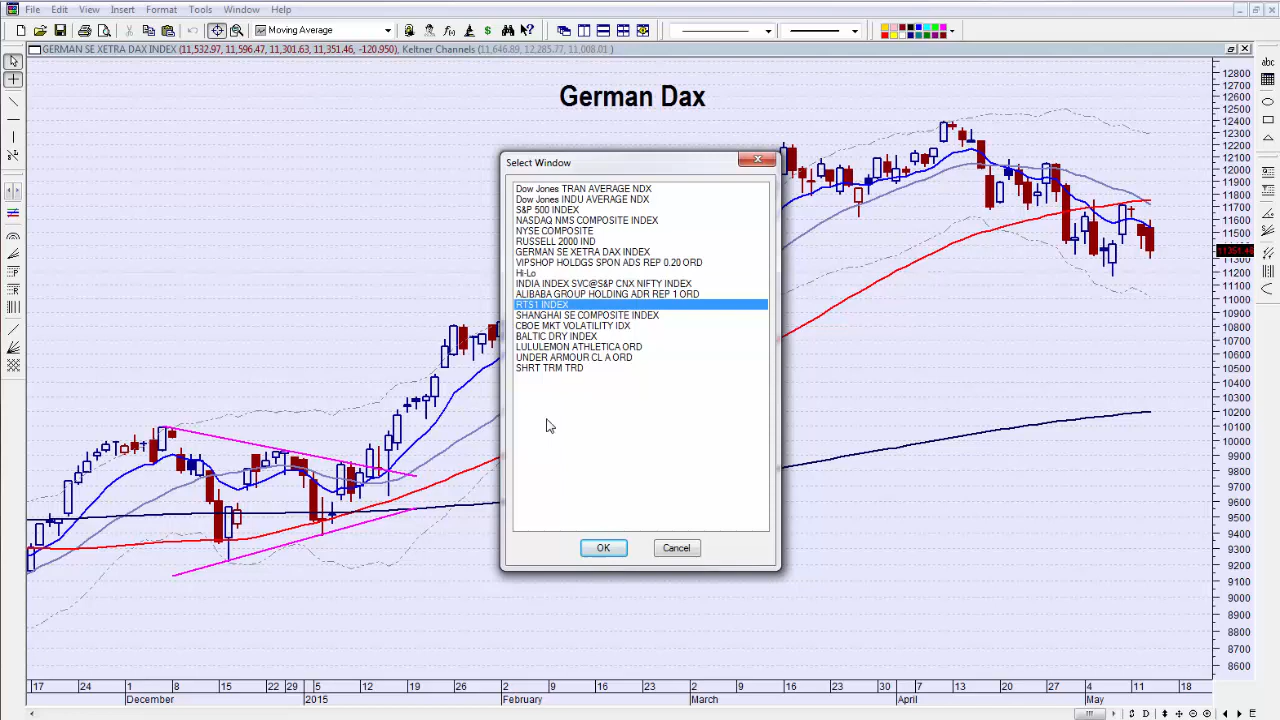 File Edit View Insert Format Tools Window Help
Moving Average
GERMAN SE XETRA DAX INDEX (11,532.97, 11,596.47, 11,301.63, 11,351.46, -120.950), Keltner Channels (11,646.89, 12,285.77, 11,008.01 )
German Dax
Select Window
Dow Jones TRAN AVERAGE NDX
Dow Jones INDU AVERAGE NDX
S&P 500 INDEX
NASDAQ NMS COMPOSITE INDEX
NYSE COMPOSITE
RUSSELL 2000 IND
GERMAN SE XETRA DAX INDEX
VIPSHOP HOLDGS SPON ADS REP 0.20 ORD
Hi-Lo
INDIA INDEX SVC@S&P CNX NIFTY INDEX
ALIBABA GROUP HOLDING ADR REP 1 ORD
RTS1 INDEX
SHANGHAI SE COMPOSITE INDEX
CBOE MKT VOLATILITY IDX
BALTIC DRY INDEX
LULULEMON ATHLETICA ORD
UNDER ARMOUR CL A ORD
SHRT TRM TRD
OK Cancel
abc
12800
12700
12600
12500
12400
12300
12200
12100
12000
11900
11800
11700
11600
11500
11400
11351.46
11300
11200
11100
11000
10900
10800
10700
10600
10500
10400
10300
10200
10100
10000
9900
9800
9700
9600
9500
9400
9300
9200
9100
9000
8900
8800
8700
8600
17 24 1 8 15 22 29 5 12 19 26 2 9 16 23 2 9 16 23 30 7 13 20 27 4 11 18
December 2015 February March April May
D